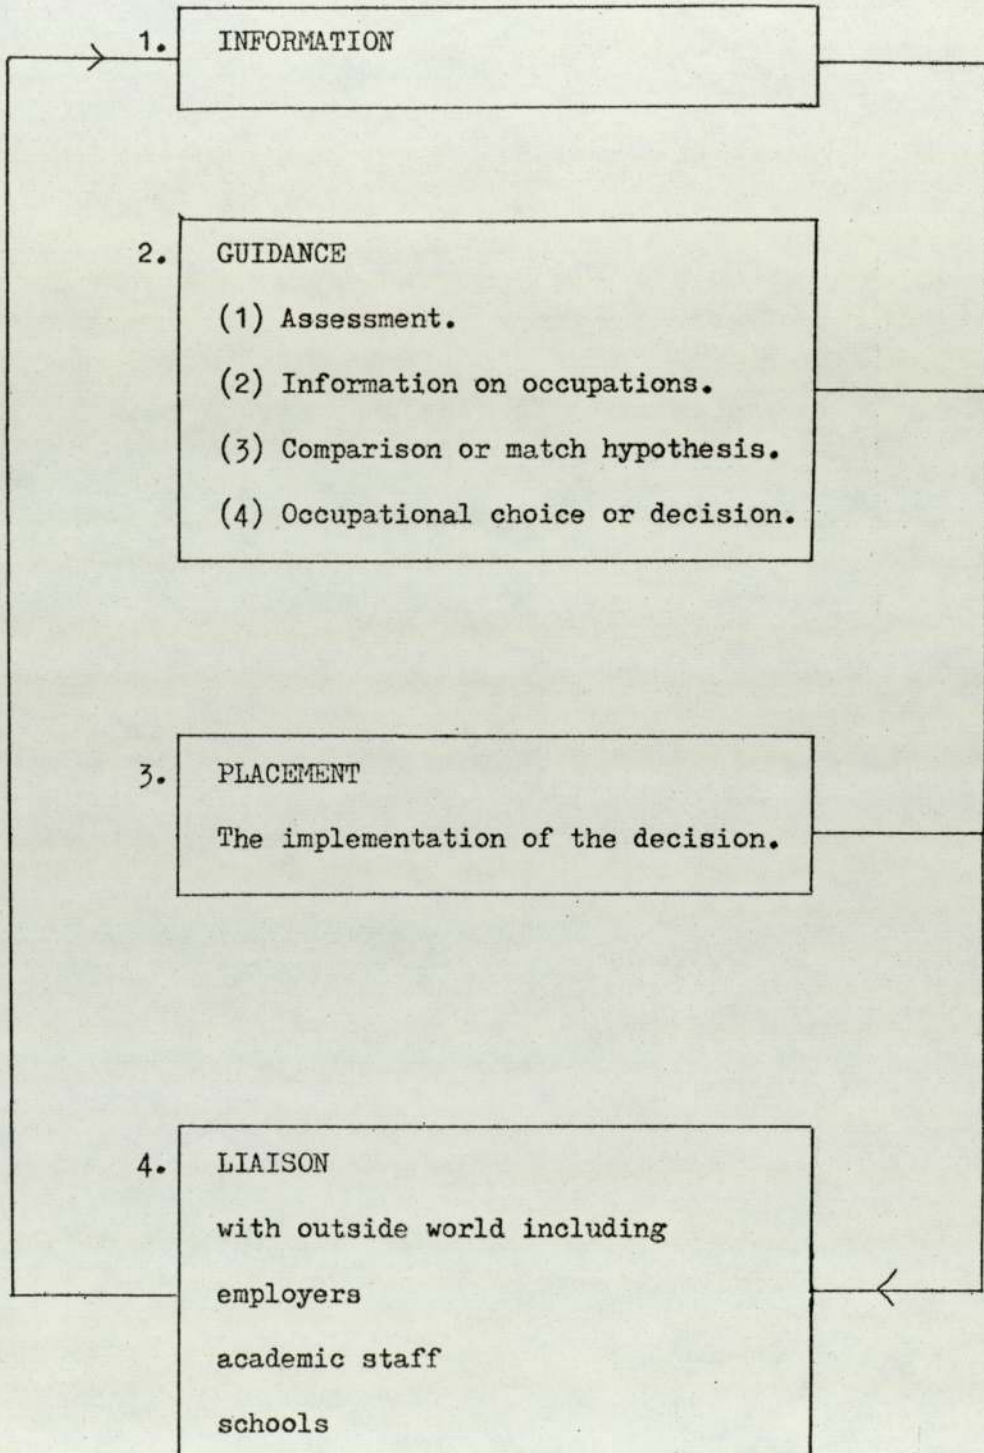 1. INFORMATION
2. GUIDANCE
(1) Assessment.
(2) Information on occupations.
(3) Comparison or match hypothesis.
(4) Occupational choice or decision.
3. PLACEMENT
The implementation of the decision.
4. LIAISON
with outside world including
employers
academic staff
schools